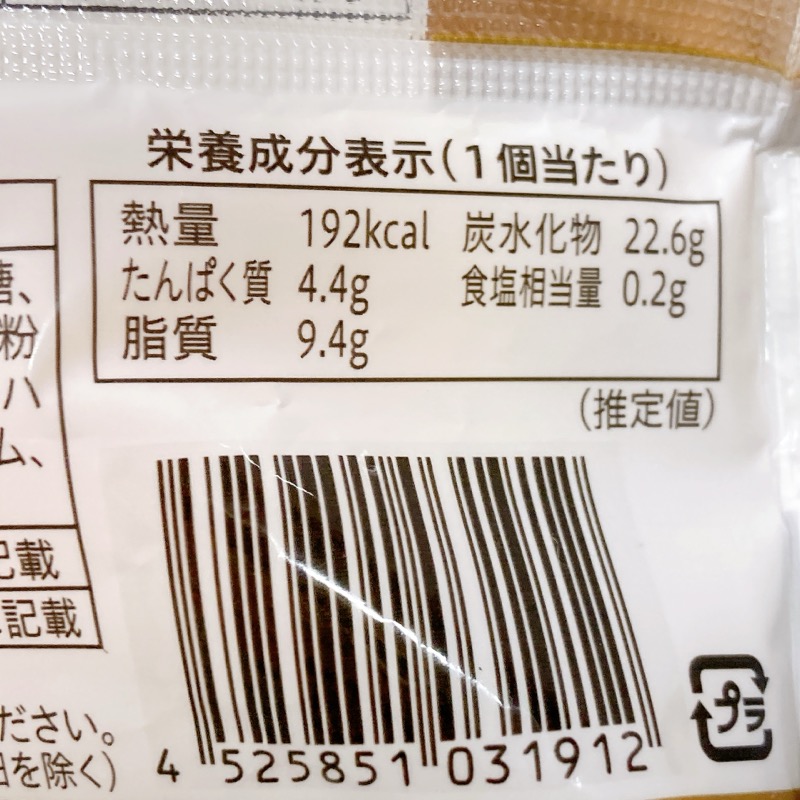 栄養成分表示(1個当たり)
熱量 192kcal 炭水化物 22.6g
たんぱく質 4.4g 食塩相当量 0.2g
脂質 9.4g
(推定値)
糖、
粉
ハ
ム、
記載
記載
ださい。
日を除く)
4 525851 031912
プラ